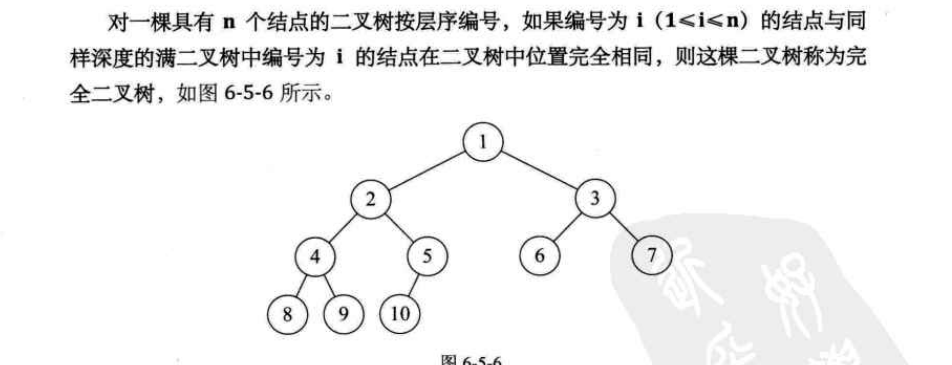 对一棵具有 n 个结点的二叉树按层序编号，如果编号为 i（1≤i≤n）的结点与同
样深度的满二叉树中编号为 i 的结点在二叉树中位置完全相同，则这棵二叉树称为完
全二叉树，如图 6-5-6 所示。
1
2 3
4 5 6 7
8 9 10
图 6-5-6